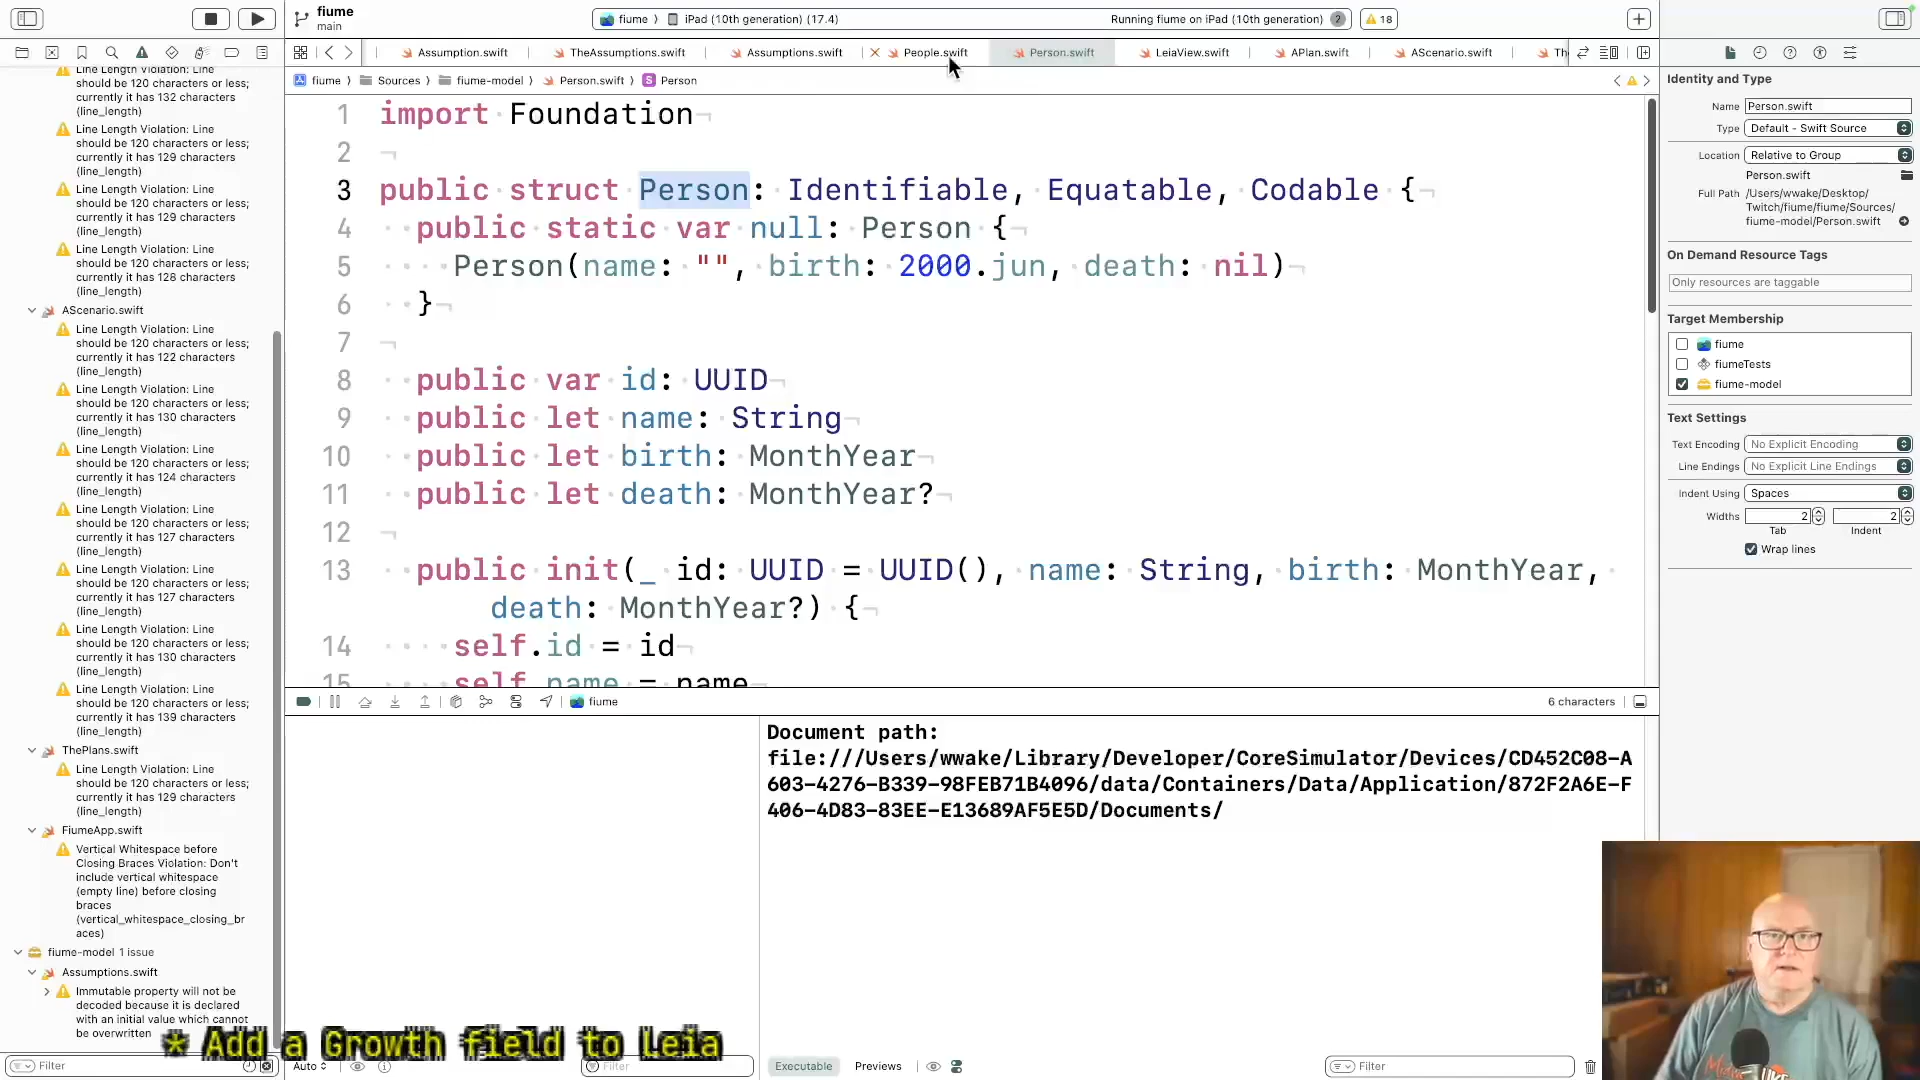 fiume
main
fiume 〉 iPad (10th generation) (17.4)
Running fiume on iPad (10th generation) 2
18
Assumption.swift
TheAssumptions.swift
Assumptions.swift
People.swift
Person.swift
LeiaView.swift
APlan.swift
AScenario.swift
Th
fiume 〉 Sources 〉 fiume-model 〉 Person.swift 〉 S Person
Line Length Violation: Line
should be 120 characters or less;
currently it has 132 characters
(line_length)
Line Length Violation: Line
should be 120 characters or less;
currently it has 129 characters
(line_length)
Line Length Violation: Line
should be 120 characters or less;
currently it has 129 characters
(line_length)
Line Length Violation: Line
should be 120 characters or less;
currently it has 128 characters
(line_length)
AScenario.swift
Line Length Violation: Line
should be 120 characters or less;
currently it has 122 characters
(line_length)
Line Length Violation: Line
should be 120 characters or less;
currently it has 130 characters
(line_length)
Line Length Violation: Line
should be 120 characters or less;
currently it has 124 characters
(line_length)
Line Length Violation: Line
should be 120 characters or less;
currently it has 127 characters
(line_length)
Line Length Violation: Line
should be 120 characters or less;
currently it has 127 characters
(line_length)
Line Length Violation: Line
should be 120 characters or less;
currently it has 130 characters
(line_length)
Line Length Violation: Line
should be 120 characters or less;
currently it has 139 characters
(line_length)
ThePlans.swift
Line Length Violation: Line
should be 120 characters or less;
currently it has 129 characters
(line_length)
FiumeApp.swift
Vertical Whitespace before
Closing Braces Violation: Don't
include vertical whitespace
(empty line) before closing
braces
(vertical_whitespace_closing_br
aces)
fiume-model 1 issue
Assumptions.swift
Immutable property will not be
decoded because it is declared
with an initial value which cannot
be overwritten
Filter
1 import Foundation
2
3 public struct Person: Identifiable, Equatable, Codable {
4 public static var null: Person {
5 Person(name: "", birth: 2000.jun, death: nil)
6 }
7
8 public var id: UUID
9 public let name: String
10 public let birth: MonthYear
11 public let death: MonthYear?
12
13 public init(_ id: UUID = UUID(), name: String, birth: MonthYear,
death: MonthYear?) {
14 self.id = id
15 self.name = name
fiume
6 characters
Document path:
file:///Users/wwake/Library/Developer/CoreSimulator/Devices/CD452C08-A
603-4276-B339-98FEB71B4096/data/Containers/Data/Application/872F2A6E-F
406-4D83-83EE-E13689AF5E5D/Documents/
* Add a Growth field to Leia
Auto
Filter
Executable
Previews
Filter
Identity and Type
Name Person.swift
Type Default - Swift Source
Location Relative to Group
Person.swift
Full Path /Users/wwake/Desktop/
Twitch/fiume/fiume/Sources/
fiume-model/Person.swift
On Demand Resource Tags
Only resources are taggable
Target Membership
fiume
fiumeTests
fiume-model
Text Settings
Text Encoding No Explicit Encoding
Line Endings No Explicit Line Endings
Indent Using Spaces
Widths 2 2
Tab Indent
Wrap lines